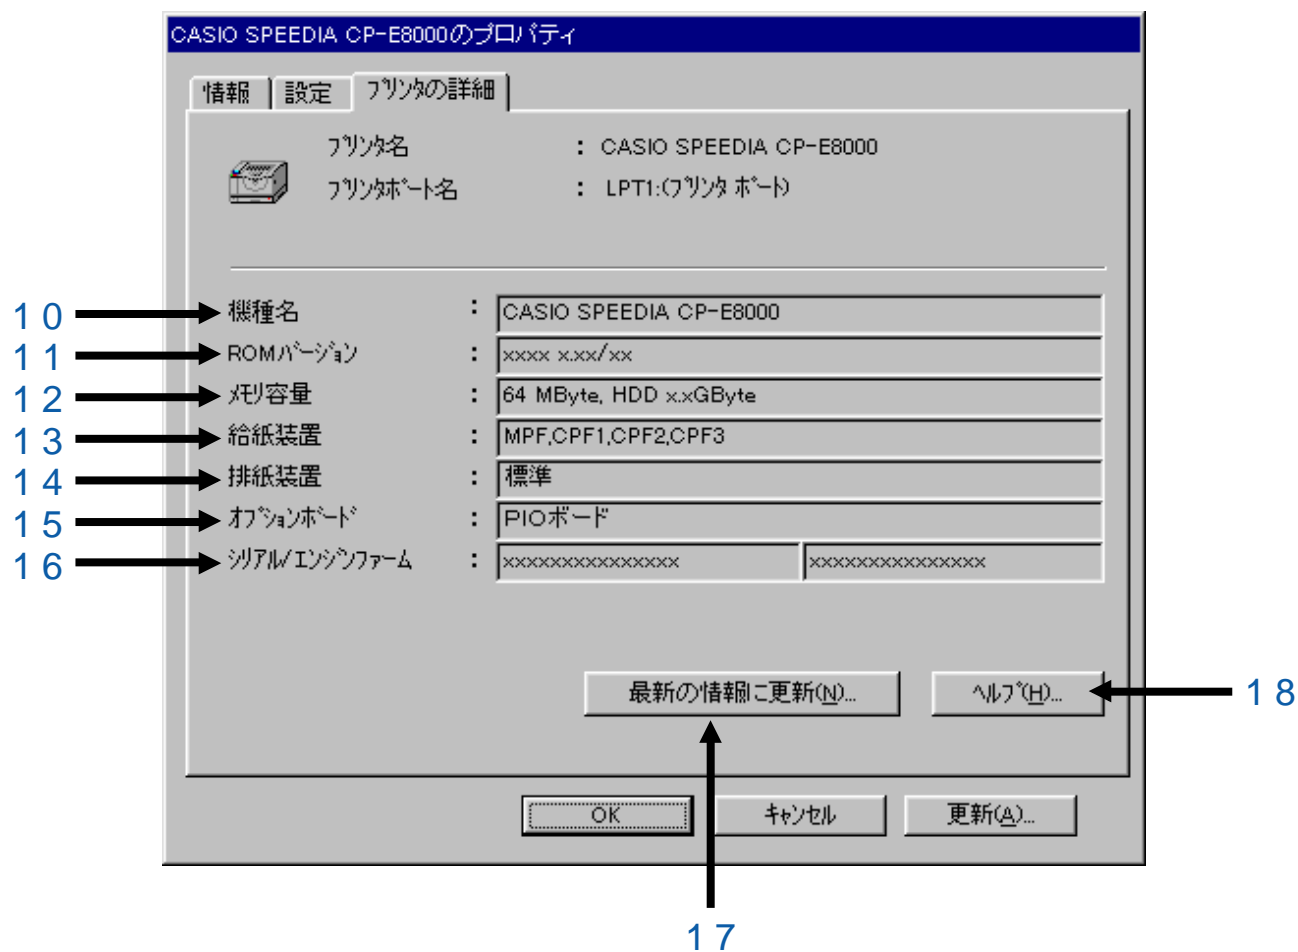 CASIO SPEEDIA CP-E8000のプロパティ
情報 設定 プリンタの詳細
プリンタ名 : CASIO SPEEDIA CP-E8000
プリンタポート名 : LPT1:(プリンタ ポート)
10 機種名 : CASIO SPEEDIA CP-E8000
11 ROMバージョン : xxxx x.xx/xx
12 メモリ容量 : 64 MByte, HDD x.xGByte
13 給紙装置 : MPF,CPF1,CPF2,CPF3
14 排紙装置 : 標準
15 オプションボード : PIOボード
16 シリアル/エンジンファーム : xxxxxxxxxxxxxxx xxxxxxxxxxxxxxx
最新の情報に更新(N)... ヘルプ(H)... 18
OK キャンセル 更新(A)...
17